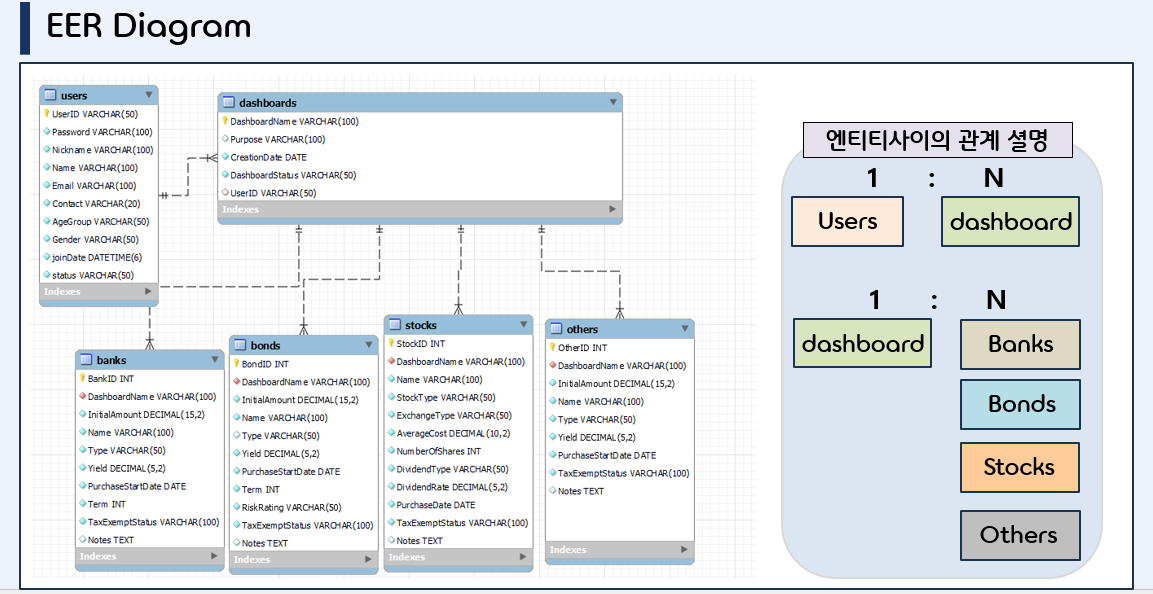 EER Diagram
users
UserID VARCHAR(50)
Password VARCHAR(100)
Nickname VARCHAR(100)
Name VARCHAR(100)
Email VARCHAR(100)
Contact VARCHAR(20)
AgeGroup VARCHAR(50)
Gender VARCHAR(50)
joinDate DATETIME(6)
status VARCHAR(50)
Indexes
dashboards
DashboardName VARCHAR(100)
Purpose VARCHAR(100)
CreationDate DATE
DashboardStatus VARCHAR(50)
UserID VARCHAR(50)
Indexes
banks
BankID INT
DashboardName VARCHAR(100)
InitialAmount DECIMAL(15,2)
Name VARCHAR(100)
Type VARCHAR(50)
Yield DECIMAL(5,2)
PurchaseStartDate DATE
Term INT
TaxExemptStatus VARCHAR(100)
Notes TEXT
Indexes
bonds
BondID INT
DashboardName VARCHAR(100)
InitialAmount DECIMAL(15,2)
Name VARCHAR(100)
Type VARCHAR(50)
Yield DECIMAL(5,2)
PurchaseStartDate DATE
Term INT
RiskRating VARCHAR(50)
TaxExemptStatus VARCHAR(100)
Notes TEXT
Indexes
stocks
StockID INT
DashboardName VARCHAR(100)
Name VARCHAR(100)
StockType VARCHAR(50)
ExchangeType VARCHAR(50)
AverageCost DECIMAL(10,2)
NumberOfShares INT
DividendType VARCHAR(50)
DividendRate DECIMAL(5,2)
PurchaseDate DATE
TaxExemptStatus VARCHAR(100)
Notes TEXT
Indexes
others
OtherID INT
DashboardName VARCHAR(100)
InitialAmount DECIMAL(15,2)
Name VARCHAR(100)
Type VARCHAR(50)
Yield DECIMAL(5,2)
PurchaseStartDate DATE
TaxExemptStatus VARCHAR(100)
Notes TEXT
Indexes
엔티티사이의 관계 설명
1 : N
Users dashboard
1 : N
dashboard Banks
Bonds
Stocks
Others